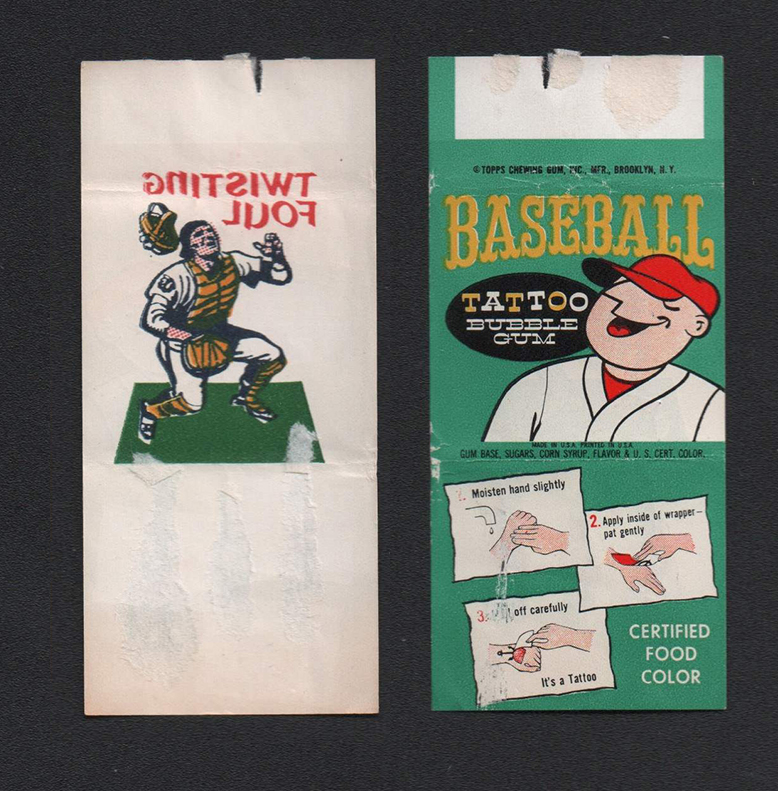 TWISTING
FOUL
© TOPPS CHEWING GUM, INC., MFR., BROOKLYN, N.Y.
BASEBALL
TATTOO
BUBBLE
GUM
MADE IN U.S.A. PRINTED IN U.S.A.
GUM BASE, SUGARS, CORN SYRUP, FLAVOR & U.S. CERT. COLOR.
1. Moisten hand slightly
2. Apply inside of wrapper—
pat gently
3. off carefully
It's a Tattoo
CERTIFIED
FOOD
COLOR